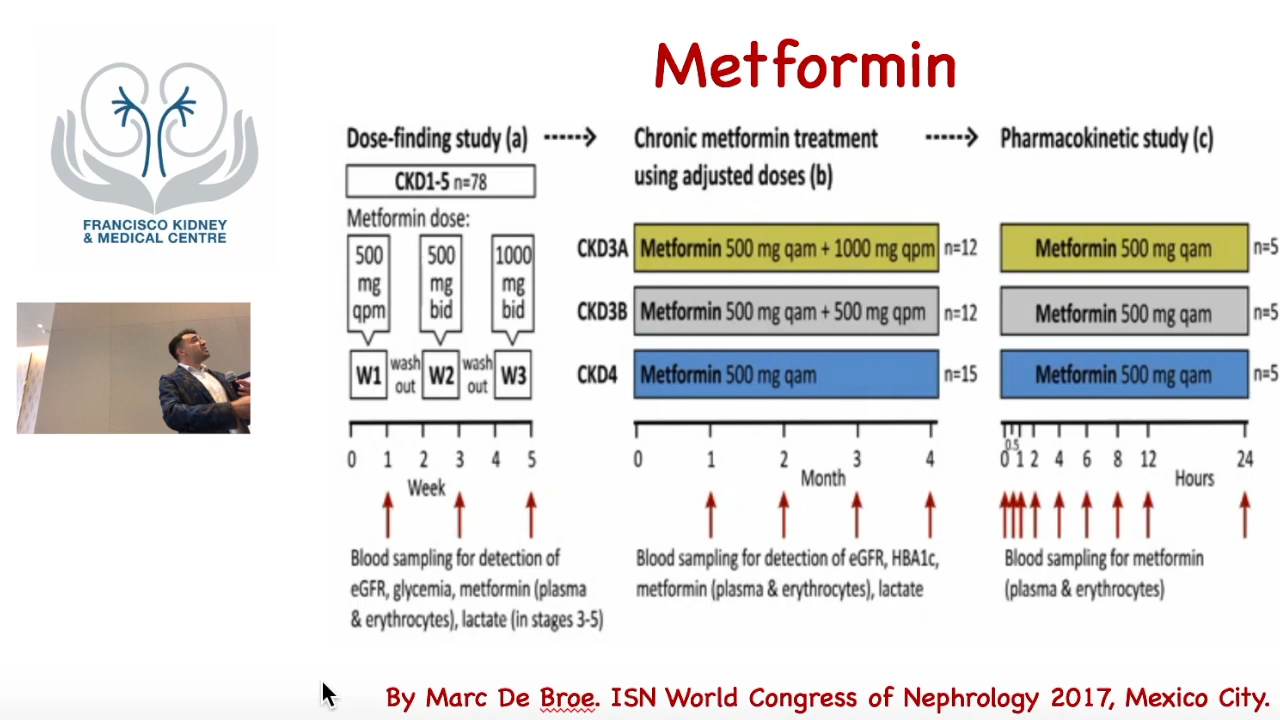 Metformin
FRANCISCO KIDNEY
& MEDICAL CENTRE
Dose-finding study (a)
CKD1-5 n=78
Metformin dose:
500 mg qpm
500 mg bid
1000 mg bid
W1
wash out
W2
wash out
W3
0 1 2 3 4 5
Week
Blood sampling for detection of
eGFR, glycemia, metformin (plasma
& erythrocytes), lactate (in stages 3-5)
Chronic metformin treatment
using adjusted doses (b)
CKD3A Metformin 500 mg qam + 1000 mg qpm n=12
CKD3B Metformin 500 mg qam + 500 mg qpm n=12
CKD4 Metformin 500 mg qam n=15
0 1 2 3 4
Month
Blood sampling for detection of eGFR, HBA1c,
metformin (plasma & erythrocytes), lactate
Pharmacokinetic study (c)
Metformin 500 mg qam n=5
Metformin 500 mg qam n=5
Metformin 500 mg qam n=5
0 0.5 1 2 4 6 8 12 24
Hours
Blood sampling for metformin
(plasma & erythrocytes)
By Marc De Broe. ISN World Congress of Nephrology 2017, Mexico City.